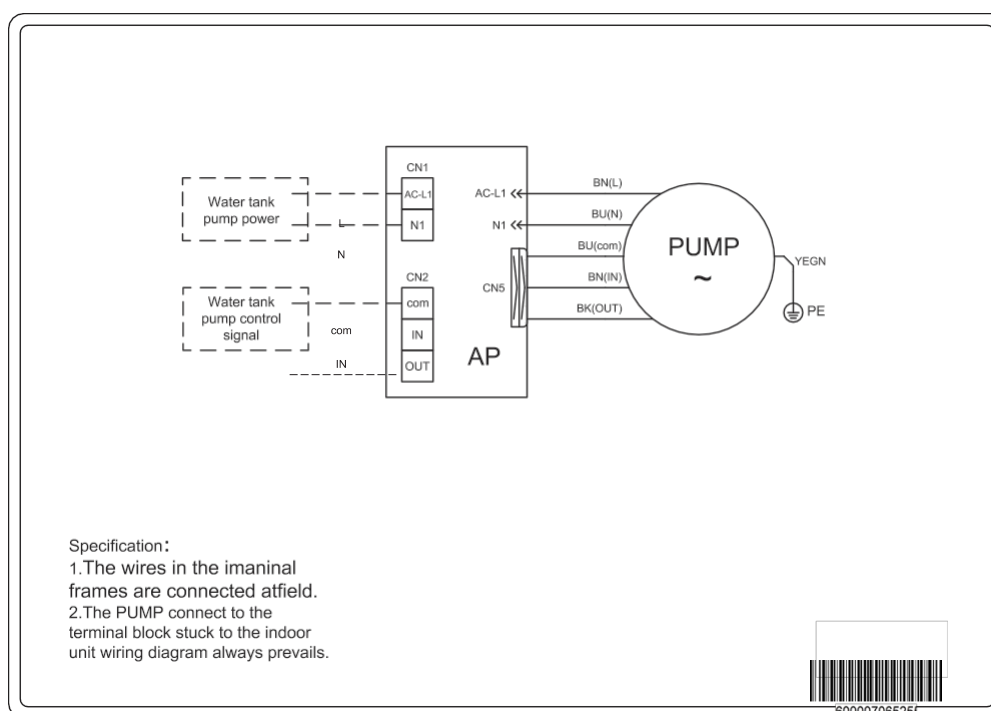 CN1
Water tank
pump power
AC-L1
L
N1
N
CN2
Water tank
pump control
signal
com
com
IN
IN
OUT
AC-L1
N1
CN5
AP
BN(L)
BU(N)
BU(com)
BN(IN)
BK(OUT)
PUMP
~
YEGN
PE
Specification:
1.The wires in the imaninal
frames are connected atfield.
2.The PUMP connect to the
terminal block stuck to the indoor
unit wiring diagram always prevails.